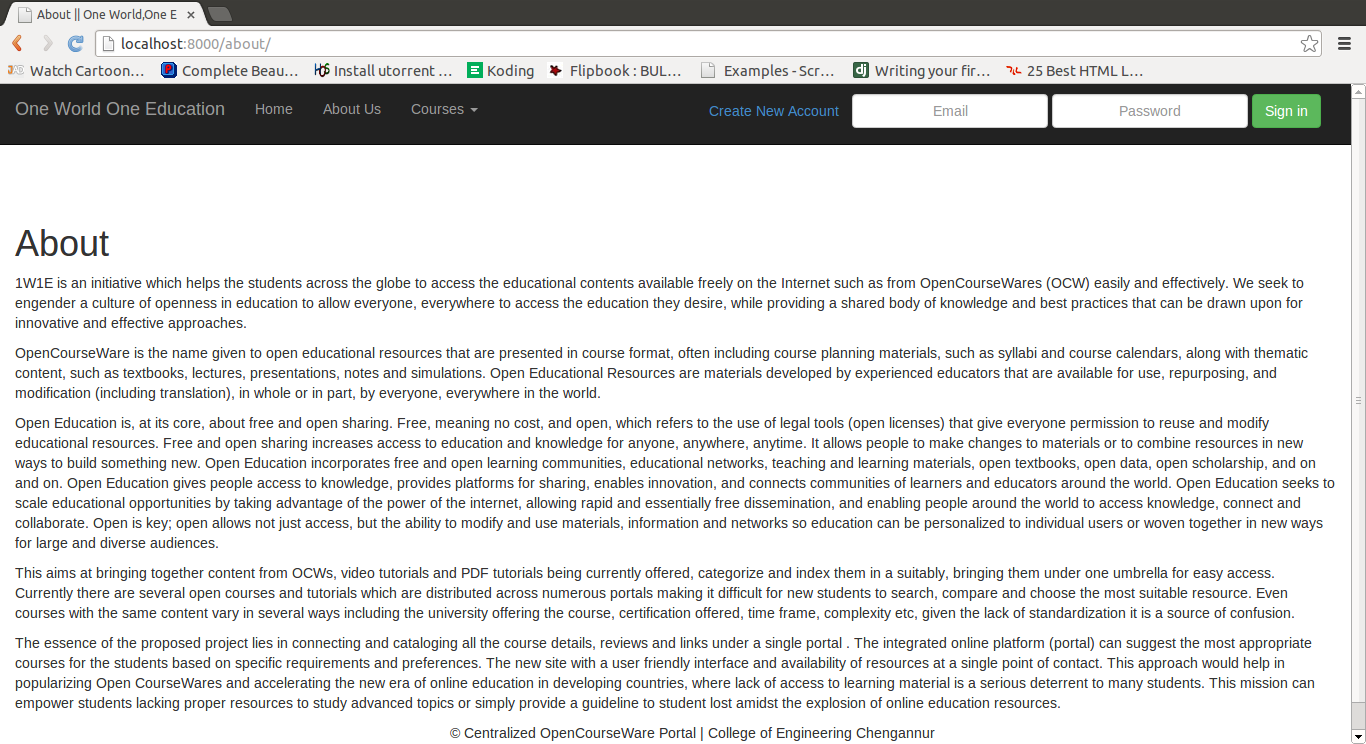 About || One World,One E
localhost:8000/about/
Watch Cartoon… Complete Beau… Install utorrent … Koding Flipbook : BUL… Examples - Scr… Writing your fir… 25 Best HTML L…
One World One Education Home About Us Courses Create New Account Email Password Sign in
About
1W1E is an initiative which helps the students across the globe to access the educational contents available freely on the Internet such as from OpenCourseWares (OCW) easily and effectively. We seek to
engender a culture of openness in education to allow everyone, everywhere to access the education they desire, while providing a shared body of knowledge and best practices that can be drawn upon for
innovative and effective approaches.
OpenCourseWare is the name given to open educational resources that are presented in course format, often including course planning materials, such as syllabi and course calendars, along with thematic
content, such as textbooks, lectures, presentations, notes and simulations. Open Educational Resources are materials developed by experienced educators that are available for use, repurposing, and
modification (including translation), in whole or in part, by everyone, everywhere in the world.
Open Education is, at its core, about free and open sharing. Free, meaning no cost, and open, which refers to the use of legal tools (open licenses) that give everyone permission to reuse and modify
educational resources. Free and open sharing increases access to education and knowledge for anyone, anywhere, anytime. It allows people to make changes to materials or to combine resources in new
ways to build something new. Open Education incorporates free and open learning communities, educational networks, teaching and learning materials, open textbooks, open data, open scholarship, and on
and on. Open Education gives people access to knowledge, provides platforms for sharing, enables innovation, and connects communities of learners and educators around the world. Open Education seeks to
scale educational opportunities by taking advantage of the power of the internet, allowing rapid and essentially free dissemination, and enabling people around the world to access knowledge, connect and
collaborate. Open is key; open allows not just access, but the ability to modify and use materials, information and networks so education can be personalized to individual users or woven together in new ways
for large and diverse audiences.
This aims at bringing together content from OCWs, video tutorials and PDF tutorials being currently offered, categorize and index them in a suitably, bringing them under one umbrella for easy access.
Currently there are several open courses and tutorials which are distributed across numerous portals making it difficult for new students to search, compare and choose the most suitable resource. Even
courses with the same content vary in several ways including the university offering the course, certification offered, time frame, complexity etc, given the lack of standardization it is a source of confusion.
The essence of the proposed project lies in connecting and cataloging all the course details, reviews and links under a single portal . The integrated online platform (portal) can suggest the most appropriate
courses for the students based on specific requirements and preferences. The new site with a user friendly interface and availability of resources at a single point of contact. This approach would help in
popularizing Open CourseWares and accelerating the new era of online education in developing countries, where lack of access to learning material is a serious deterrent to many students. This mission can
empower students lacking proper resources to study advanced topics or simply provide a guideline to student lost amidst the explosion of online education resources.
© Centralized OpenCourseWare Portal | College of Engineering Chengannur